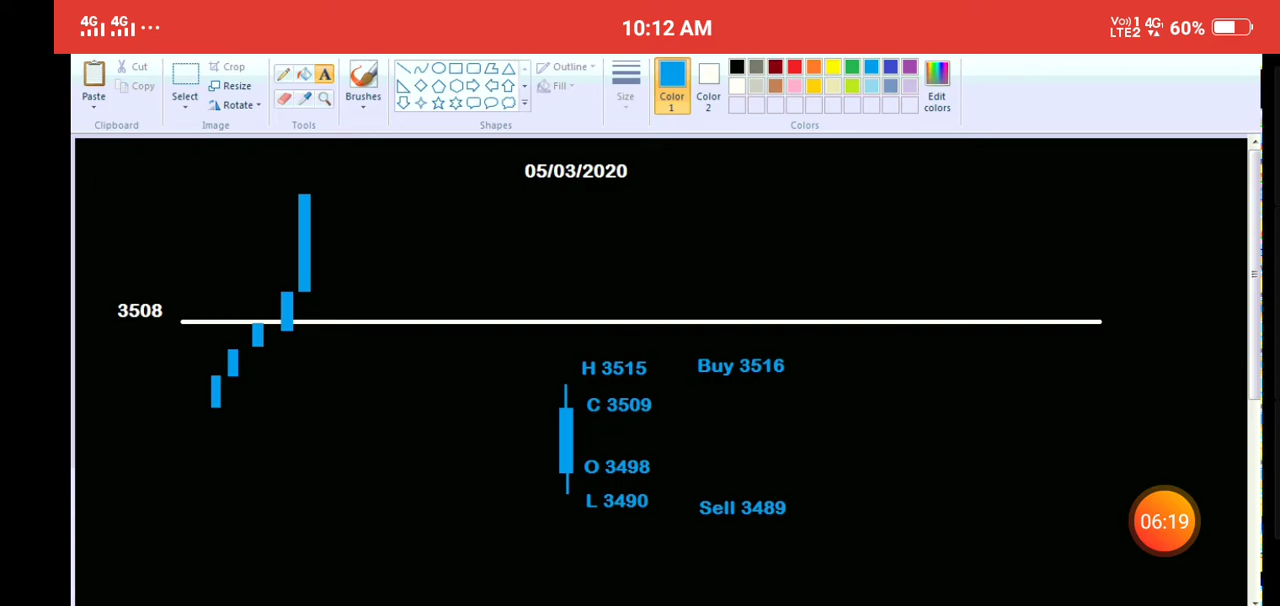 4G 4G ...
10:12 AM
Vo)) 1 4G
LTE2
60%
Cut
Copy
Paste
Clipboard
Crop
Resize
Rotate
Select
Image
Tools
Brushes
Outline
Fill
Shapes
Size
Color
1
Color
2
Edit
colors
Colors
05/03/2020
3508
H 3515
Buy 3516
C 3509
O 3498
L 3490
Sell 3489
06:19